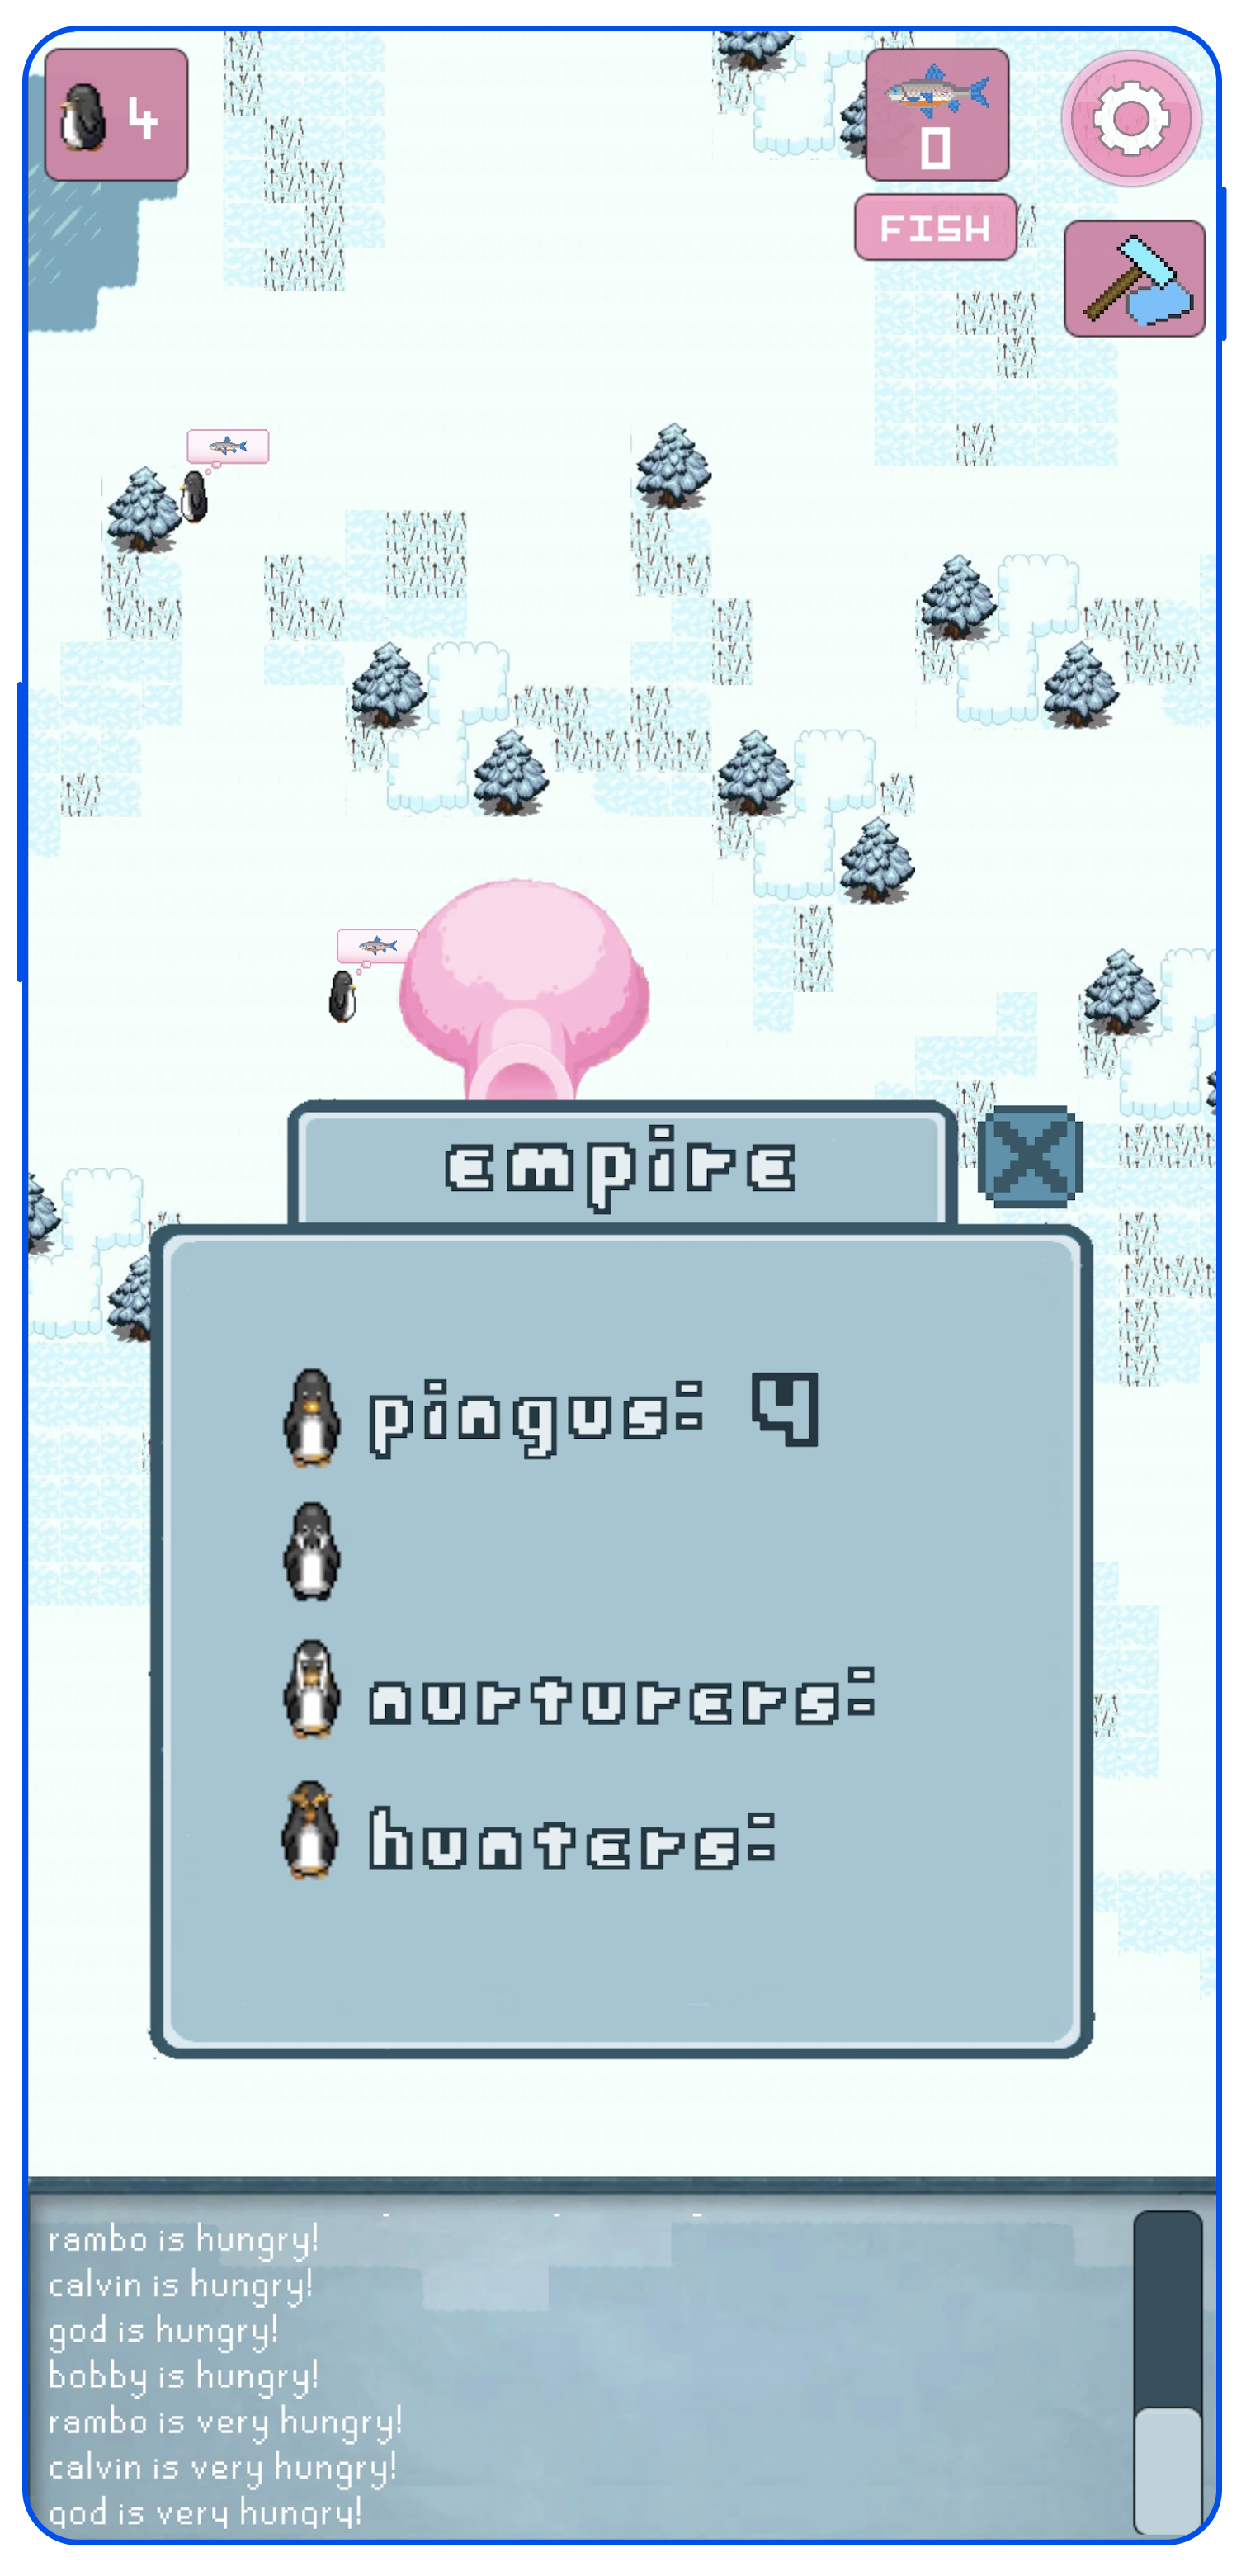 4
0
FISH
empire
pingus: 4
nurturers:
hunters:
rambo is hungry!
calvin is hungry!
god is hungry!
bobby is hungry!
rambo is very hungry!
calvin is very hungry!
god is very hungry!